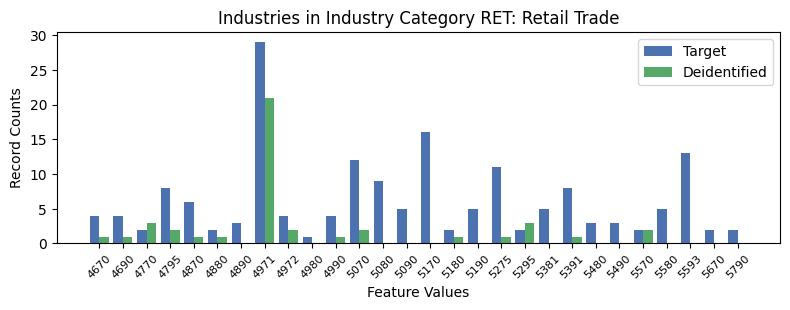 Industries in Industry Category RET: Retail Trade
Target
Deidentified
Record Counts
30
25
20
15
10
5
0
4670 4690 4770 4795 4870 4880 4890 4971 4972 4980 4990 5070 5080 5090 5170 5180 5190 5275 5295 5381 5391 5480 5490 5570 5580 5593 5670 5790
Feature Values